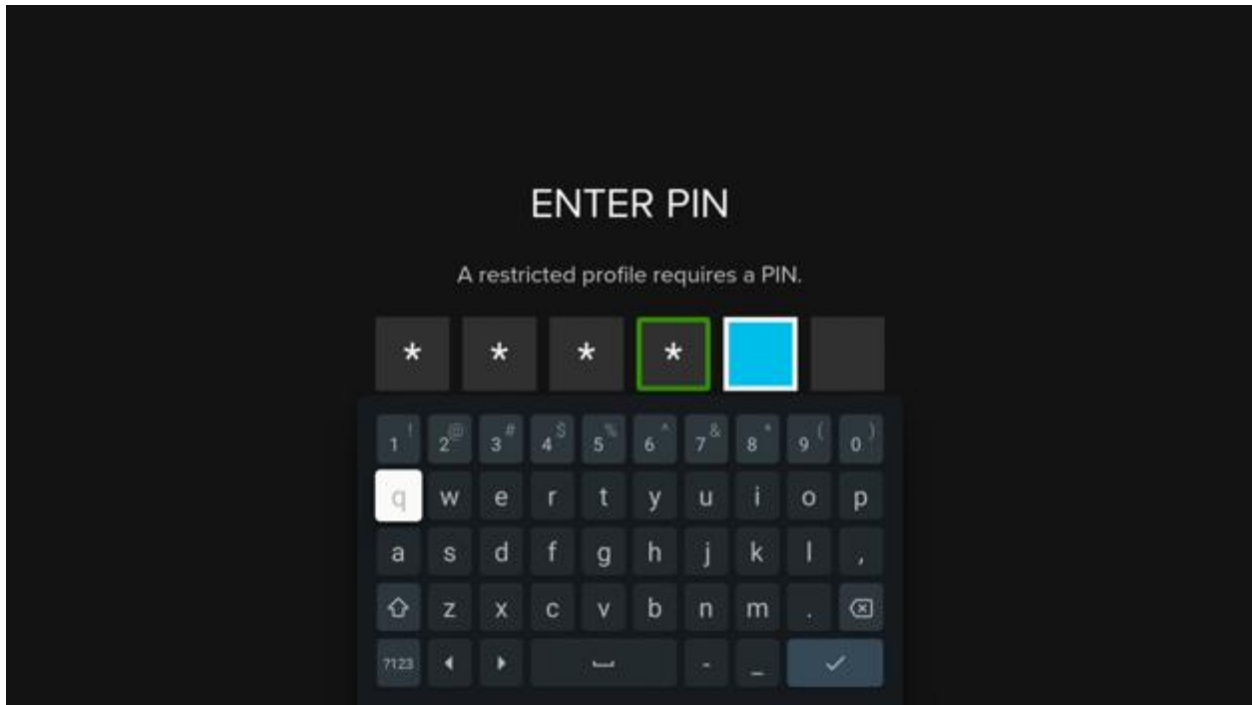 ENTER PIN
A restricted profile requires a PIN.
* * * *
1 ! 2 @ 3 # 4 $ 5 % 6 ^ 7 & 8 * 9 ( 0 )
q w e r t y u i o p
a s d f g h j k l ,
z x c v b n m .
?123 - _